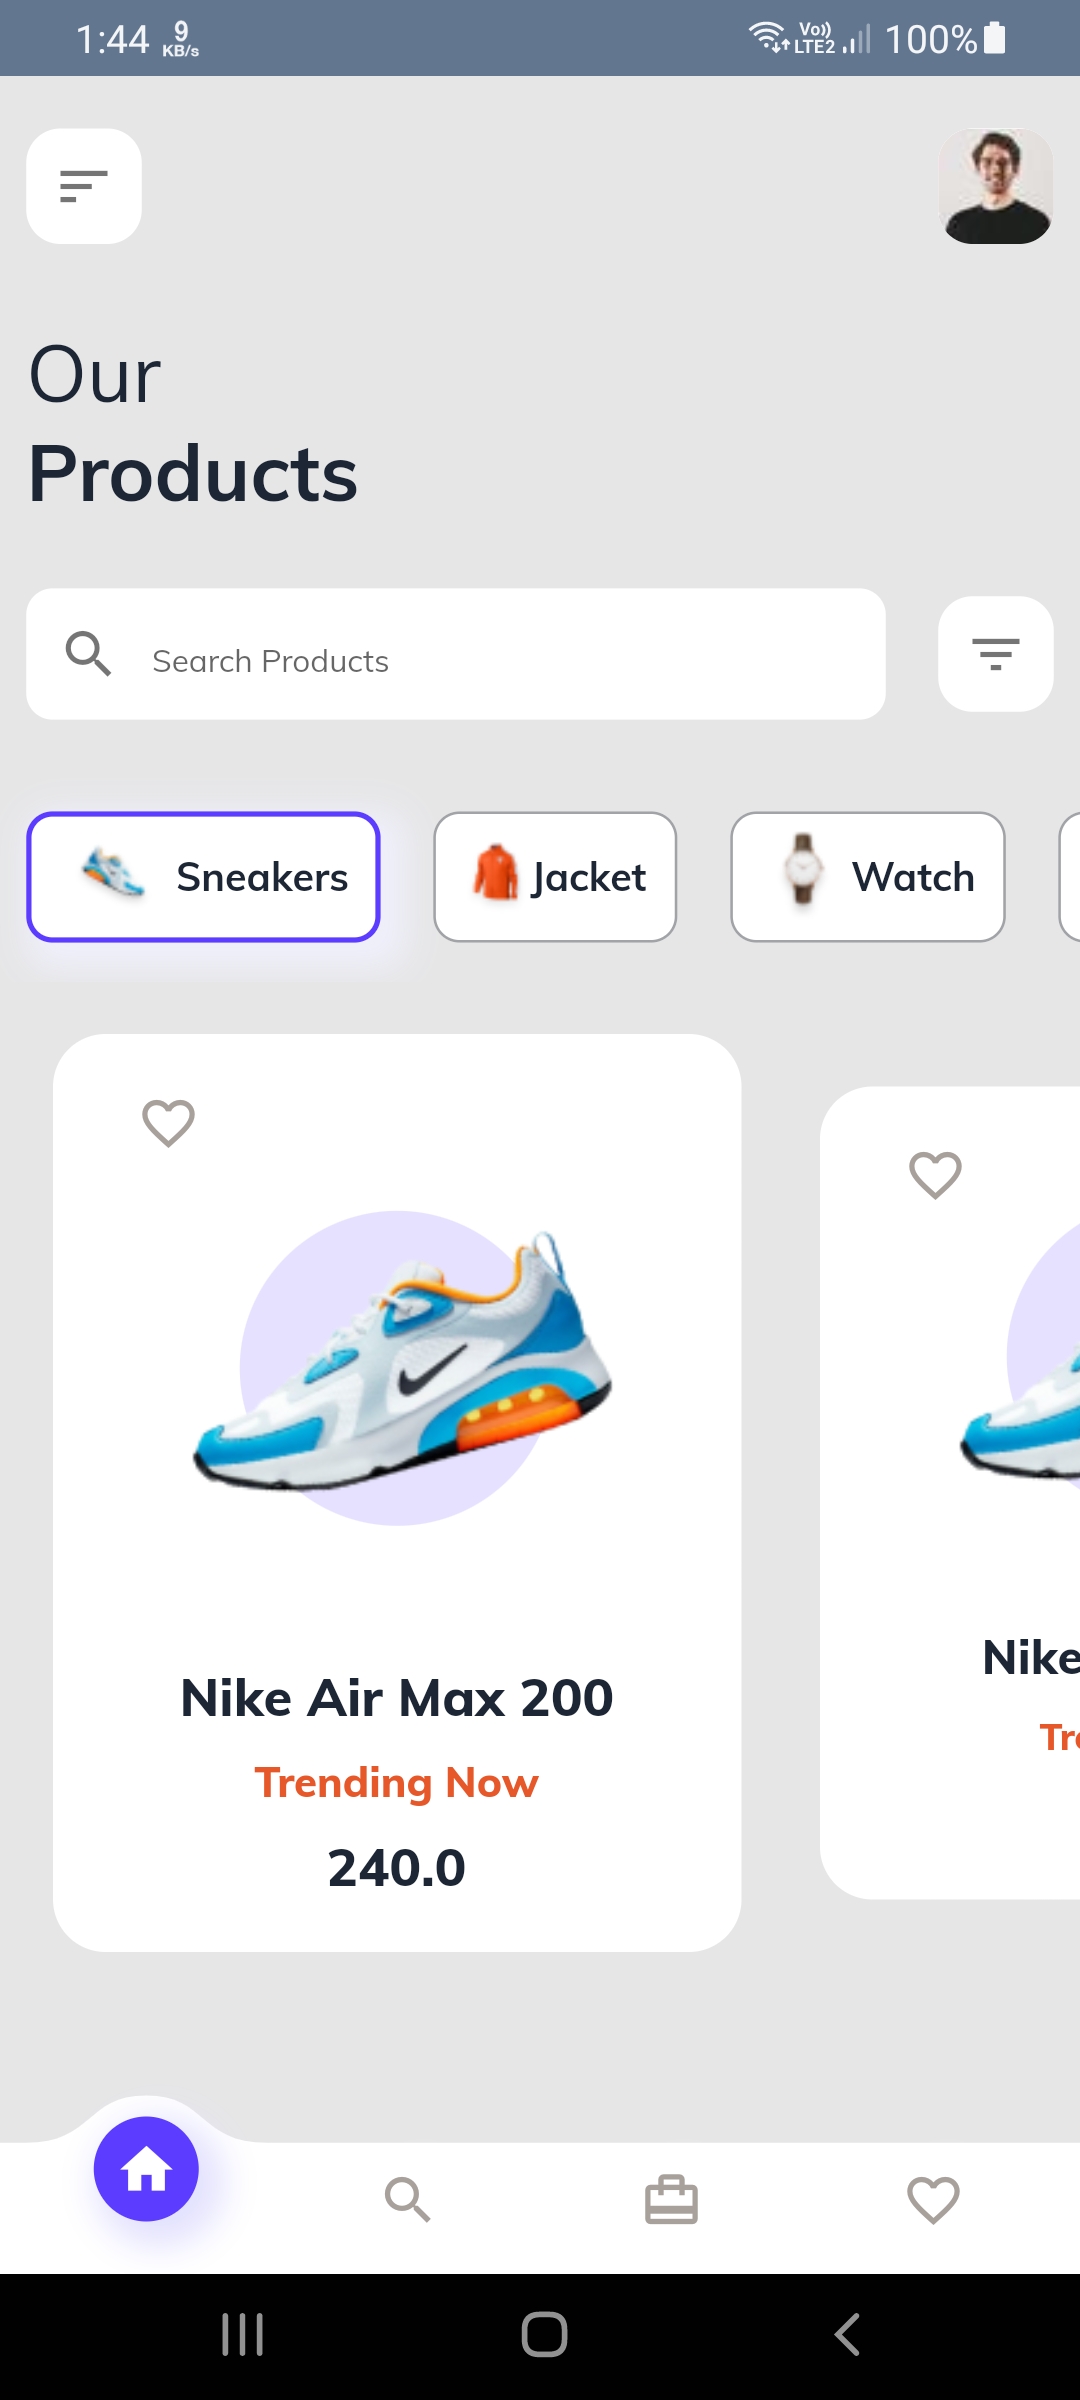 1:44 9 KB/s Vo)) LTE2 100%
Our
Products
Search Products
Sneakers Jacket Watch
Nike
Nike Air Max 200
Trending Now
240.0